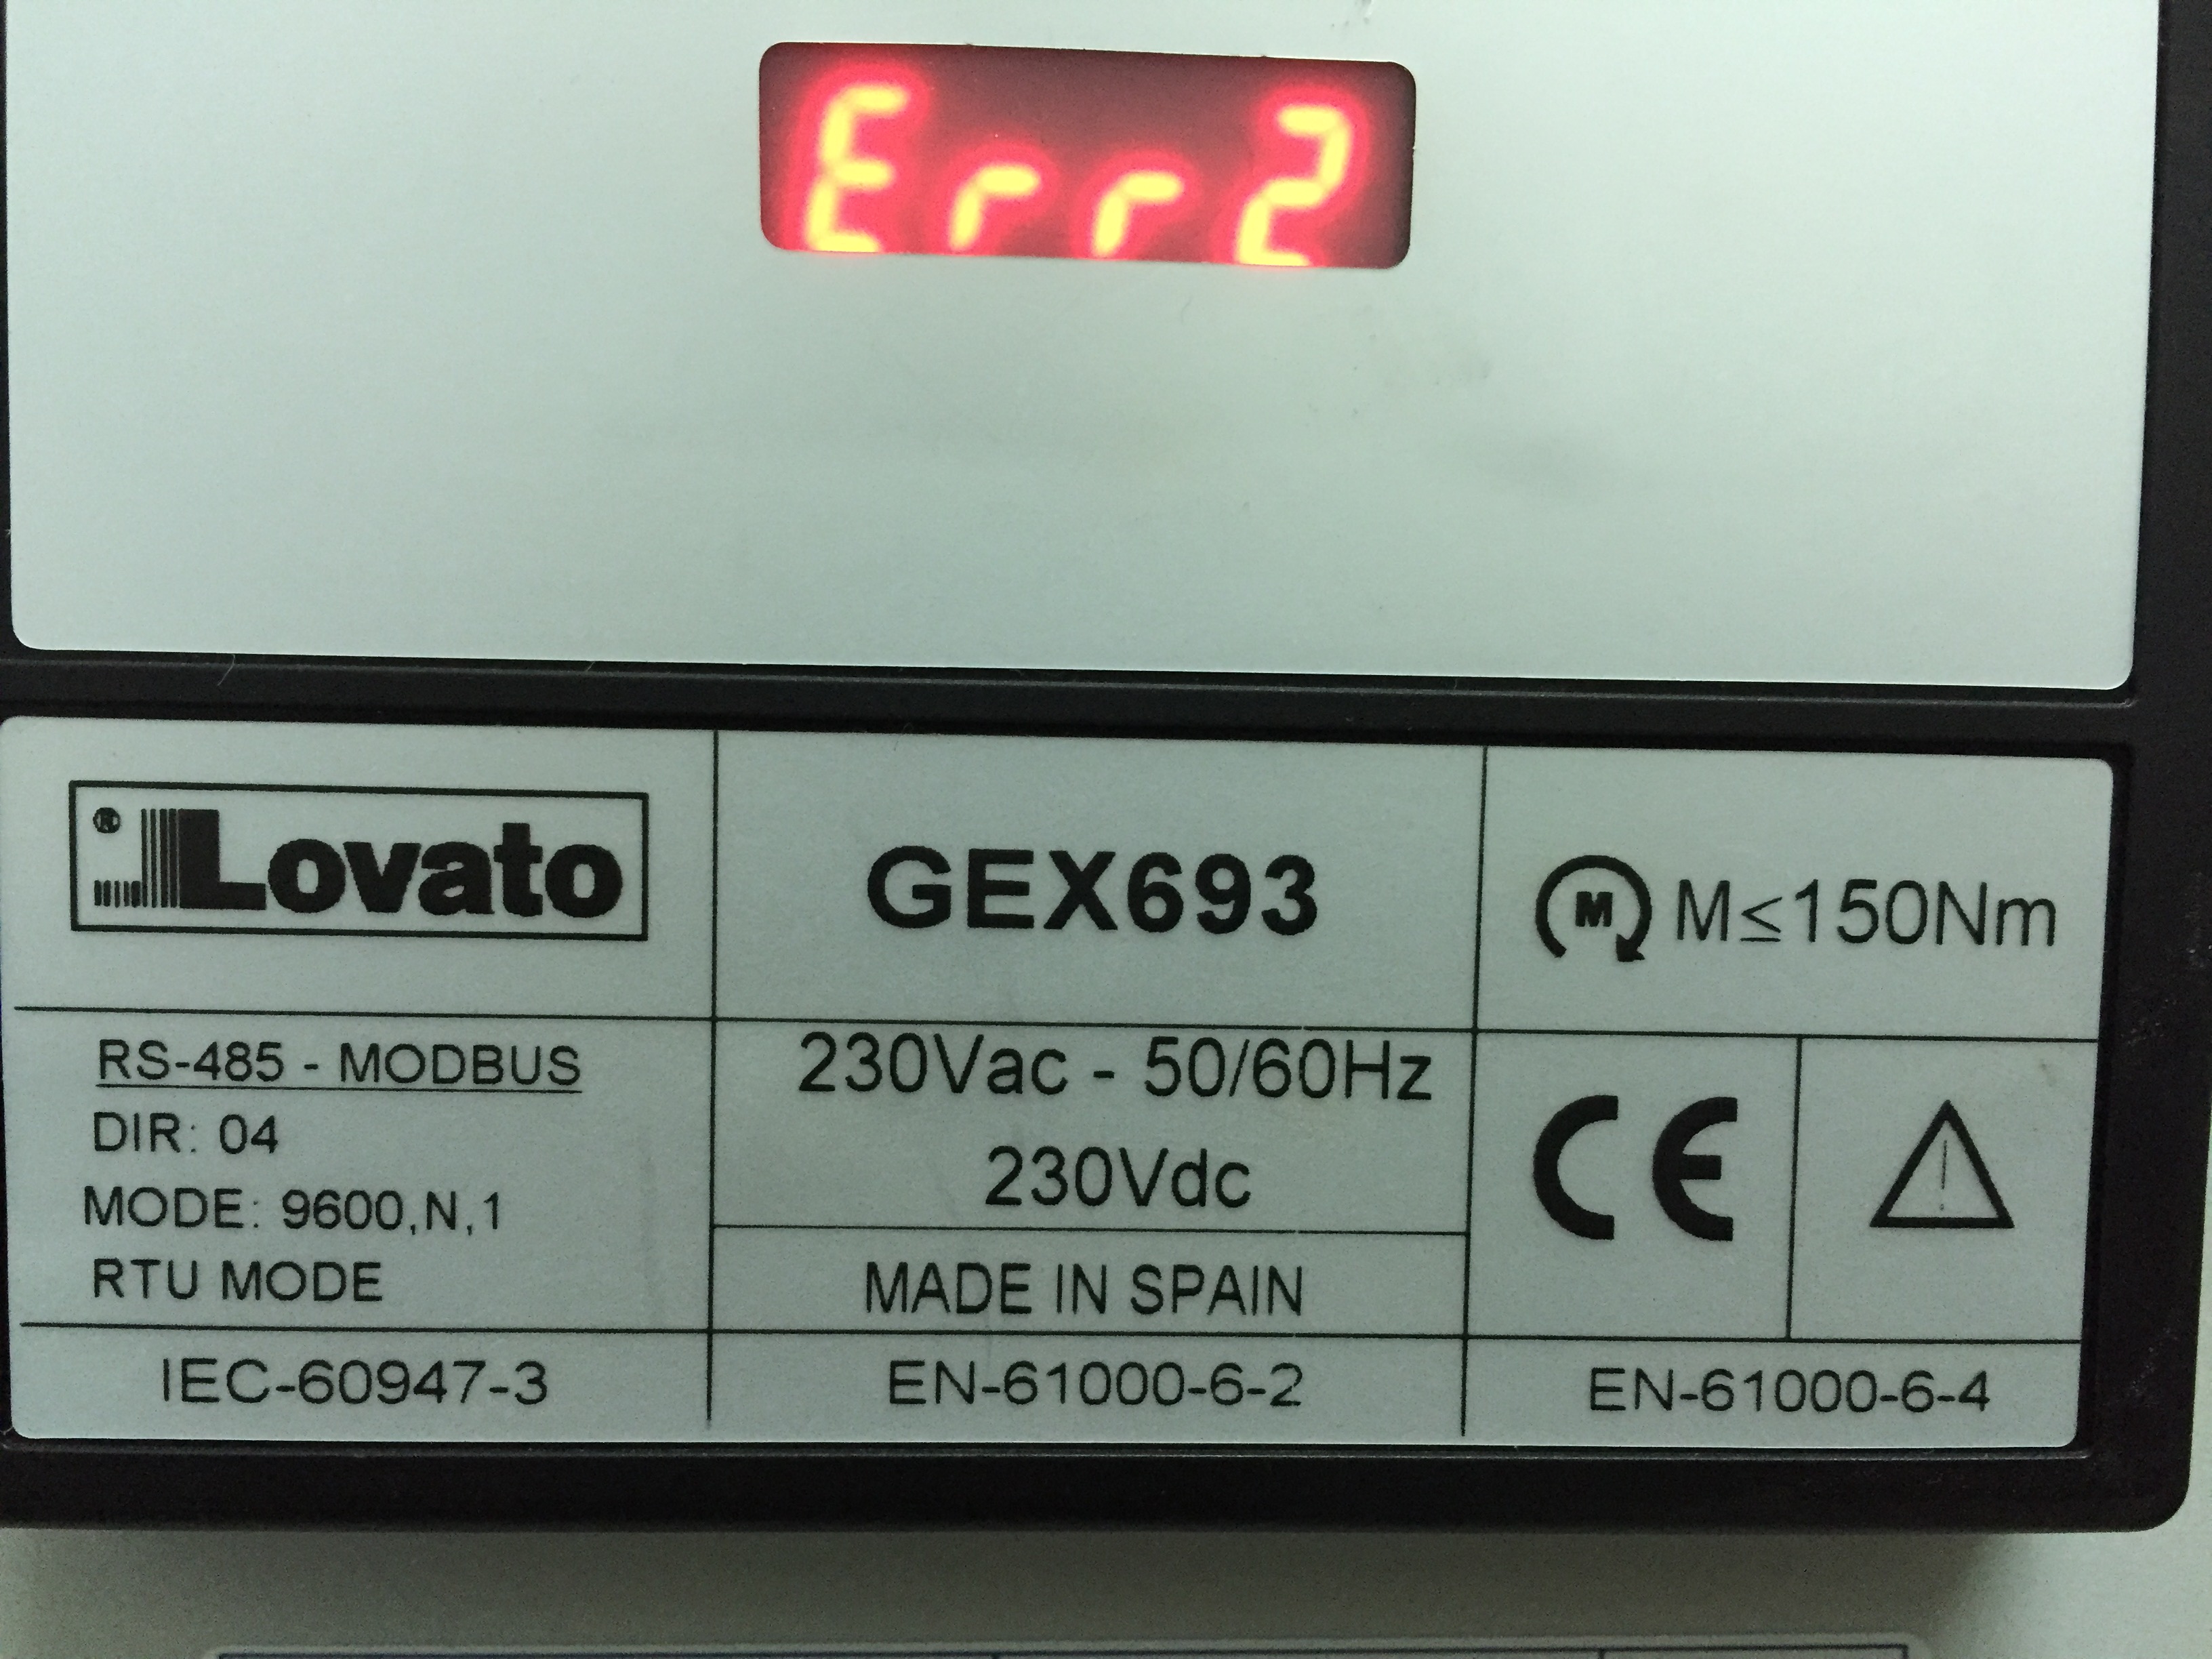 Err2
® Lovato
GEX693
M M≤150Nm
RS-485 - MODBUS
DIR: 04
MODE: 9600,N,1
RTU MODE
230Vac - 50/60Hz
230Vdc
MADE IN SPAIN
CE
IEC-60947-3
EN-61000-6-2
EN-61000-6-4